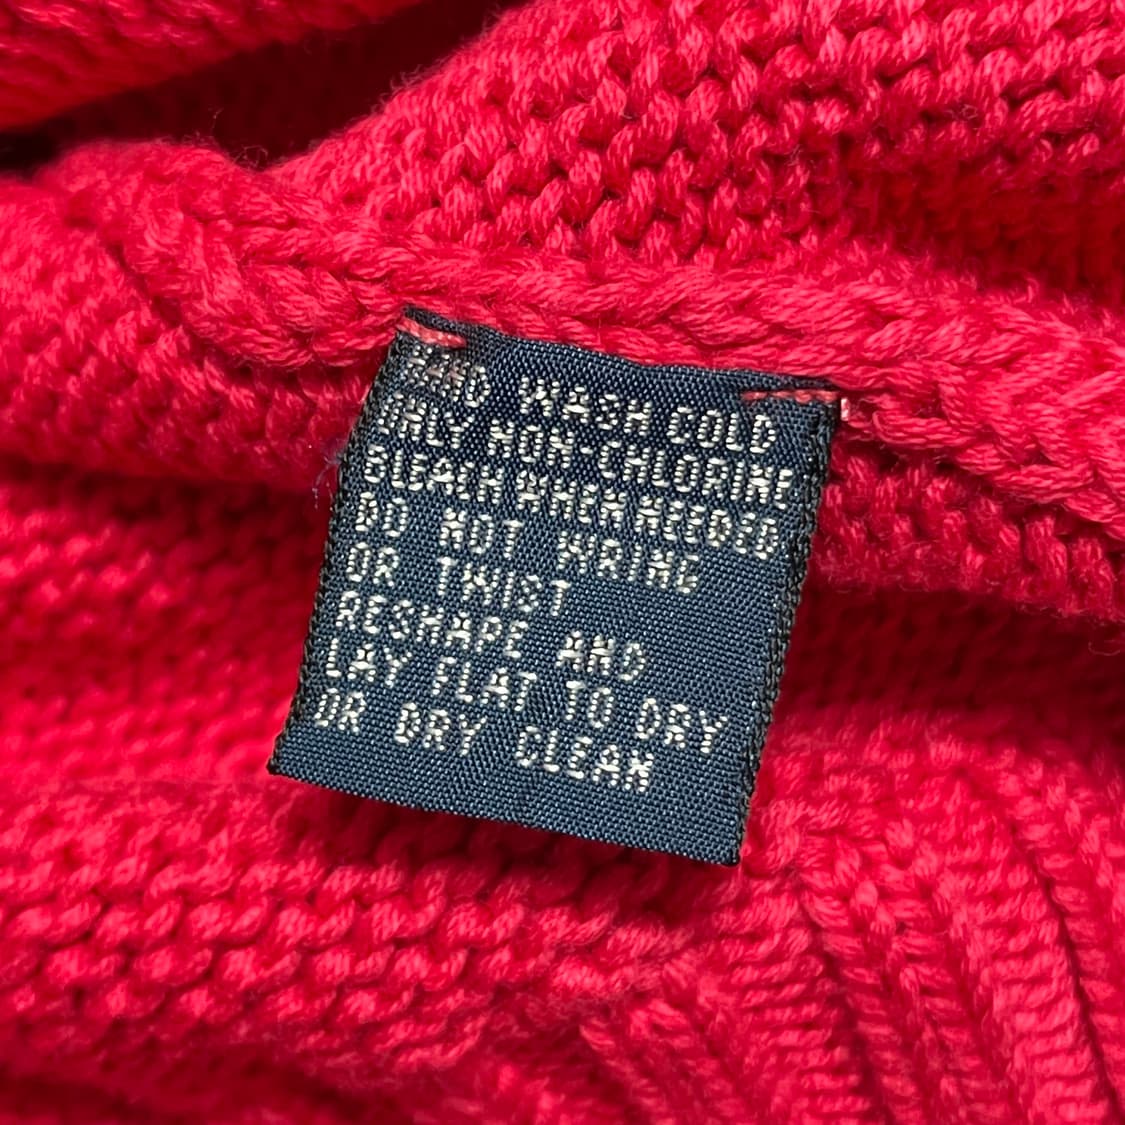 HAND WASH COLD
ONLY NON-CHLORINE
BLEACH WHEN NEEDED
DO NOT WRING
OR TWIST
RESHAPE AND
LAY FLAT TO DRY
OR DRY CLEAN